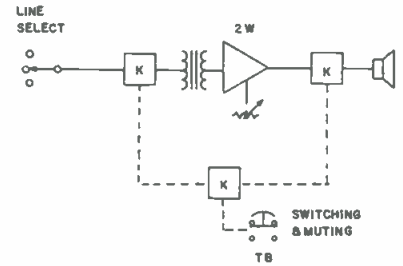 LINE
SELECT
2 W
K
K
K
SWITCHING
& MUTING
TB